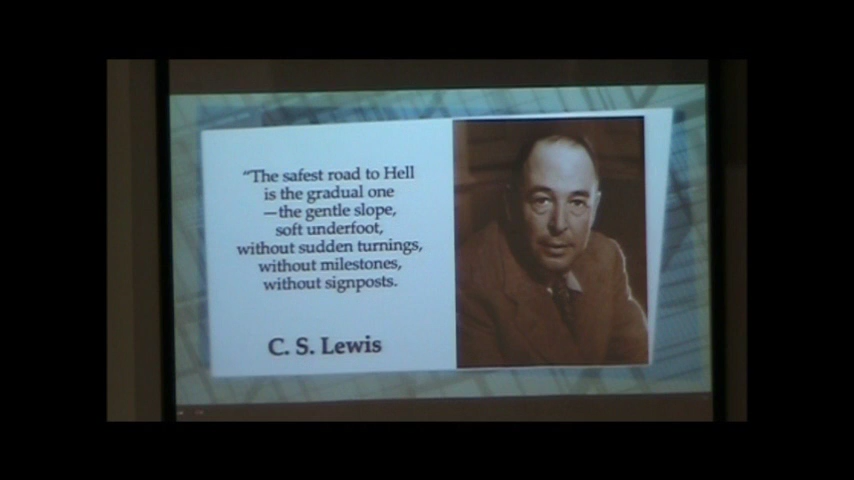 “The safest road to Hell
is the gradual one
—the gentle slope,
soft underfoot,
without sudden turnings,
without milestones,
without signposts.
C. S. Lewis